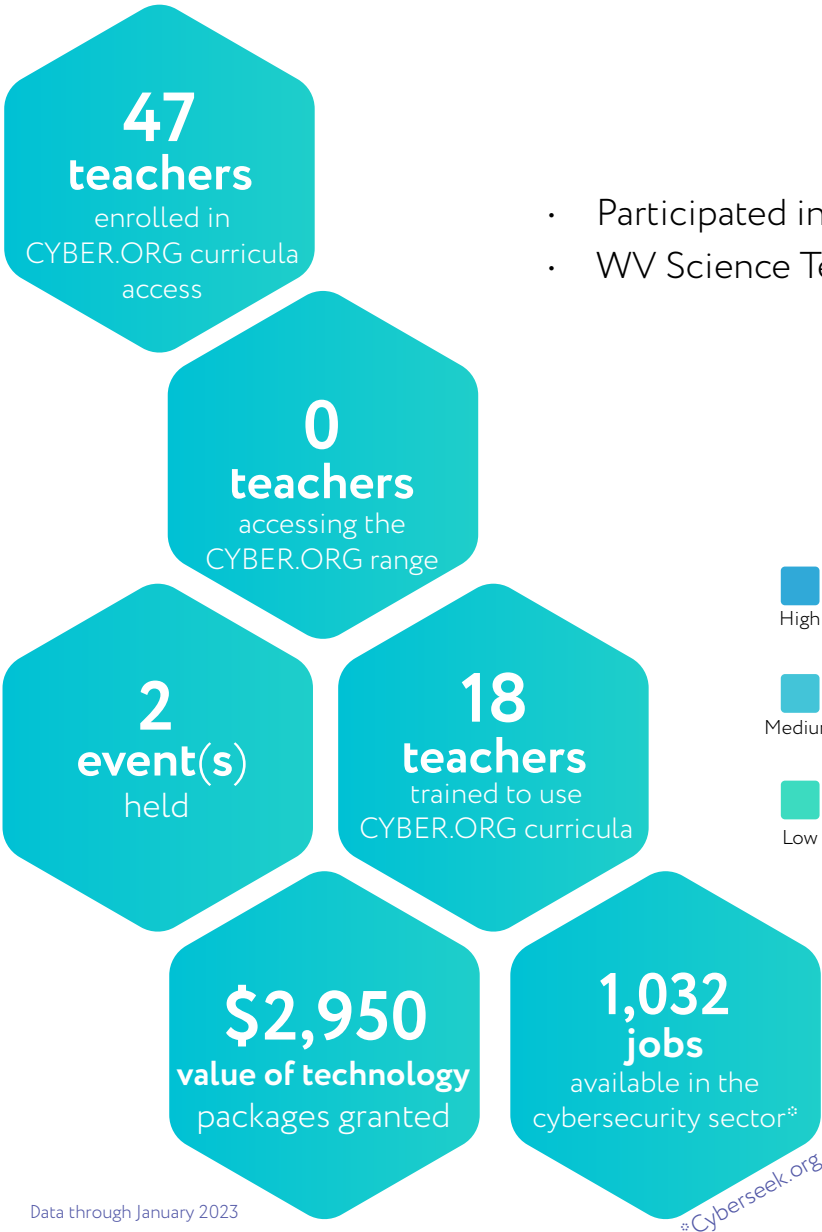 47
teachers
enrolled in
CYBER.ORG curricula
access
• Participated in
• WV Science Te
0
teachers
accessing the
CYBER.ORG range
High
2
event(s)
held
18
teachers
trained to use
CYBER.ORG curricula
Mediu
Low
$2,950
value of technology
packages granted
1,032
jobs
available in the
cybersecurity sector*
*Cyberseek.org
Data through January 2023